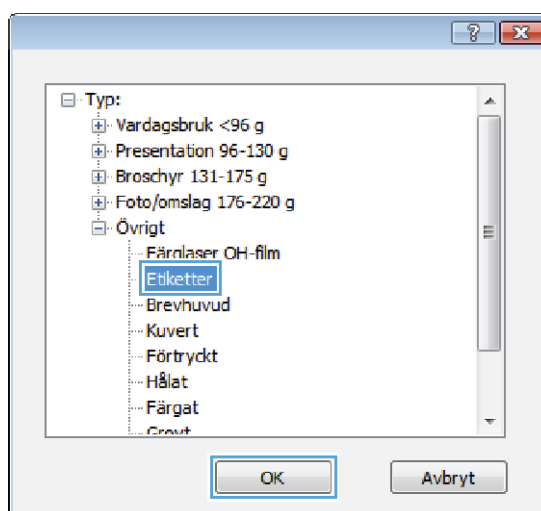 Typ:
Vardagsbruk <96 g
Presentation 96-130 g
Broschyr 131-175 g
Foto/omslag 176-220 g
Övrigt
Färglaser OH-film
Etiketter
Brevhuvud
Kuvert
Förtryckt
Hålat
Färgat
Grovt
OK
Avbryt